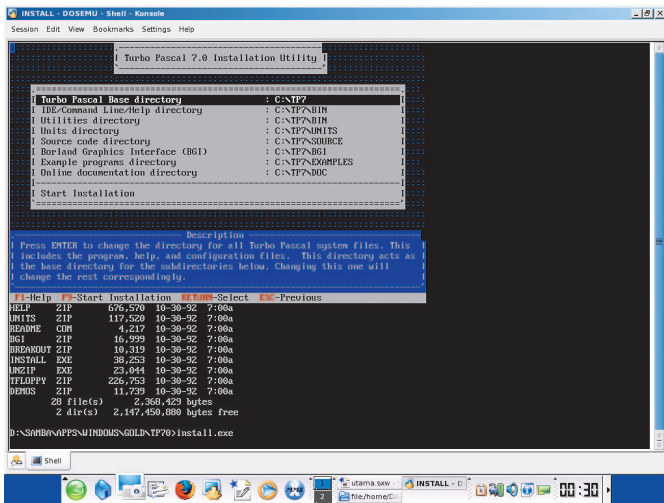 INSTALL - DOSEMU - Shell - Konsole
Session Edit View Bookmarks Settings Help
Turbo Pascal 7.0 Installation Utility
Turbo Pascal Base directory : C:\TP7
IDE/Command Line/Help directory : C:\TP7\BIN
Utilities directory : C:\TP7\BIN
Units directory : C:\TP7\UNITS
Source code directory : C:\TP7\SOURCE
Borland Graphics Interface (BGI) : C:\TP7\BGI
Example programs directory : C:\TP7\EXAMPLES
Online documentation directory : C:\TP7\DOC
Start Installation
Description
Press ENTER to change the directory for all Turbo Pascal system files. This
includes the program, help, and configuration files. This directory acts as
the base directory for the subdirectories below. Changing this one will
change the rest correspondingly.
F1-Help F9-Start Installation RETURN-Select ESC-Previous
HELP ZIP 676,570 10-30-92 7:00a
UNITS ZIP 117,520 10-30-92 7:00a
README COM 4,217 10-30-92 7:00a
BGI ZIP 16,999 10-30-92 7:00a
BREAKOUT ZIP 10,319 10-30-92 7:00a
INSTALL EXE 38,253 10-30-92 7:00a
UNZIP EXE 23,044 10-30-92 7:00a
TFLOPPY ZIP 226,753 10-30-92 7:00a
DEMOS ZIP 11,739 10-30-92 7:00a
28 file(s) 2,368,429 bytes
2 dir(s) 2,147,450,880 bytes free
D:\SAMBA\APPS\WINDOWS\GOLD\TP70>install.exe
Shell
1
2
utama.sxw -
INSTALL - D
file:/home/D
00:30